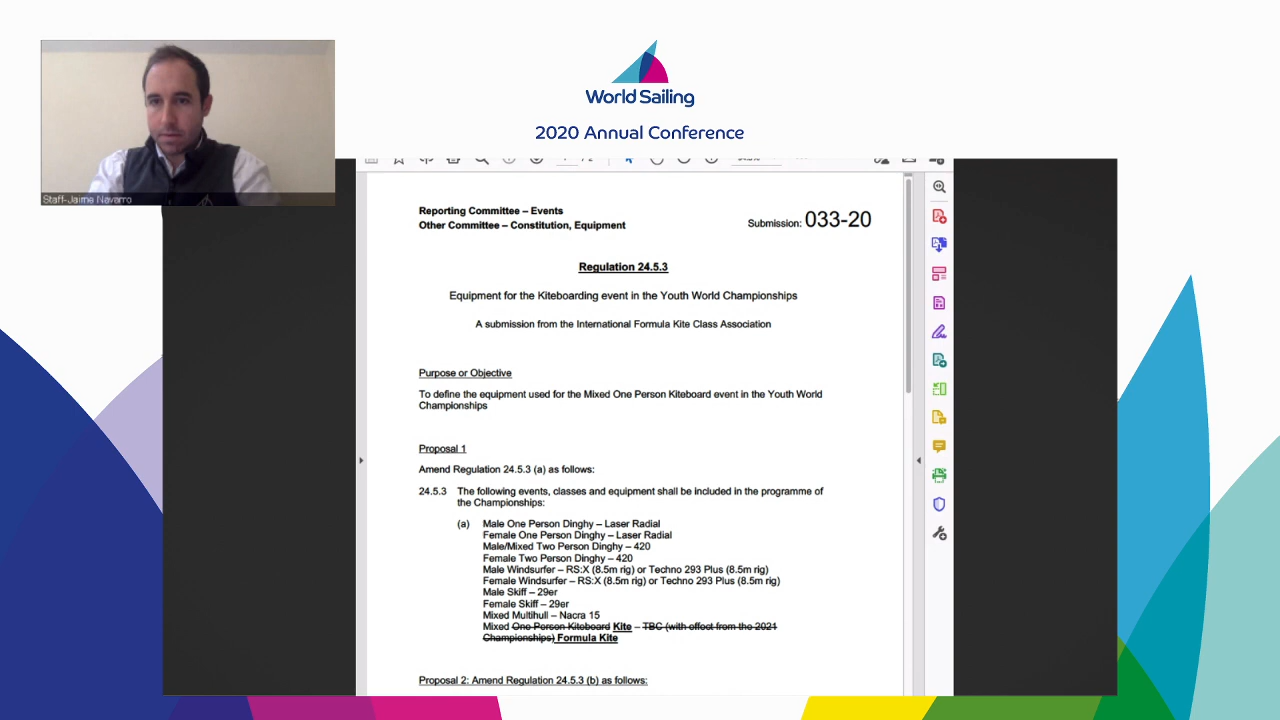 World Sailing
2020 Annual Conference
Staff-Jaime Navarro
Reporting Committee – Events
Other Committee – Constitution, Equipment
Submission: 033-20
Regulation 24.5.3
Equipment for the Kiteboarding event in the Youth World Championships
A submission from the International Formula Kite Class Association
Purpose or Objective
To define the equipment used for the Mixed One Person Kiteboard event in the Youth World
Championships
Proposal 1
Amend Regulation 24.5.3 (a) as follows:
24.5.3 The following events, classes and equipment shall be included in the programme of
the Championships:
(a) Male One Person Dinghy – Laser Radial
Female One Person Dinghy – Laser Radial
Male/Mixed Two Person Dinghy – 420
Female Two Person Dinghy – 420
Male Windsurfer – RS:X (8.5m rig) or Techno 293 Plus (8.5m rig)
Female Windsurfer – RS:X (8.5m rig) or Techno 293 Plus (8.5m rig)
Male Skiff – 29er
Female Skiff – 29er
Mixed Multihull – Nacra 15
Mixed One Person Kiteboard Kite – TBC (with effect from the 2021
Championships) Formula Kite
Proposal 2: Amend Regulation 24.5.3 (b) as follows: